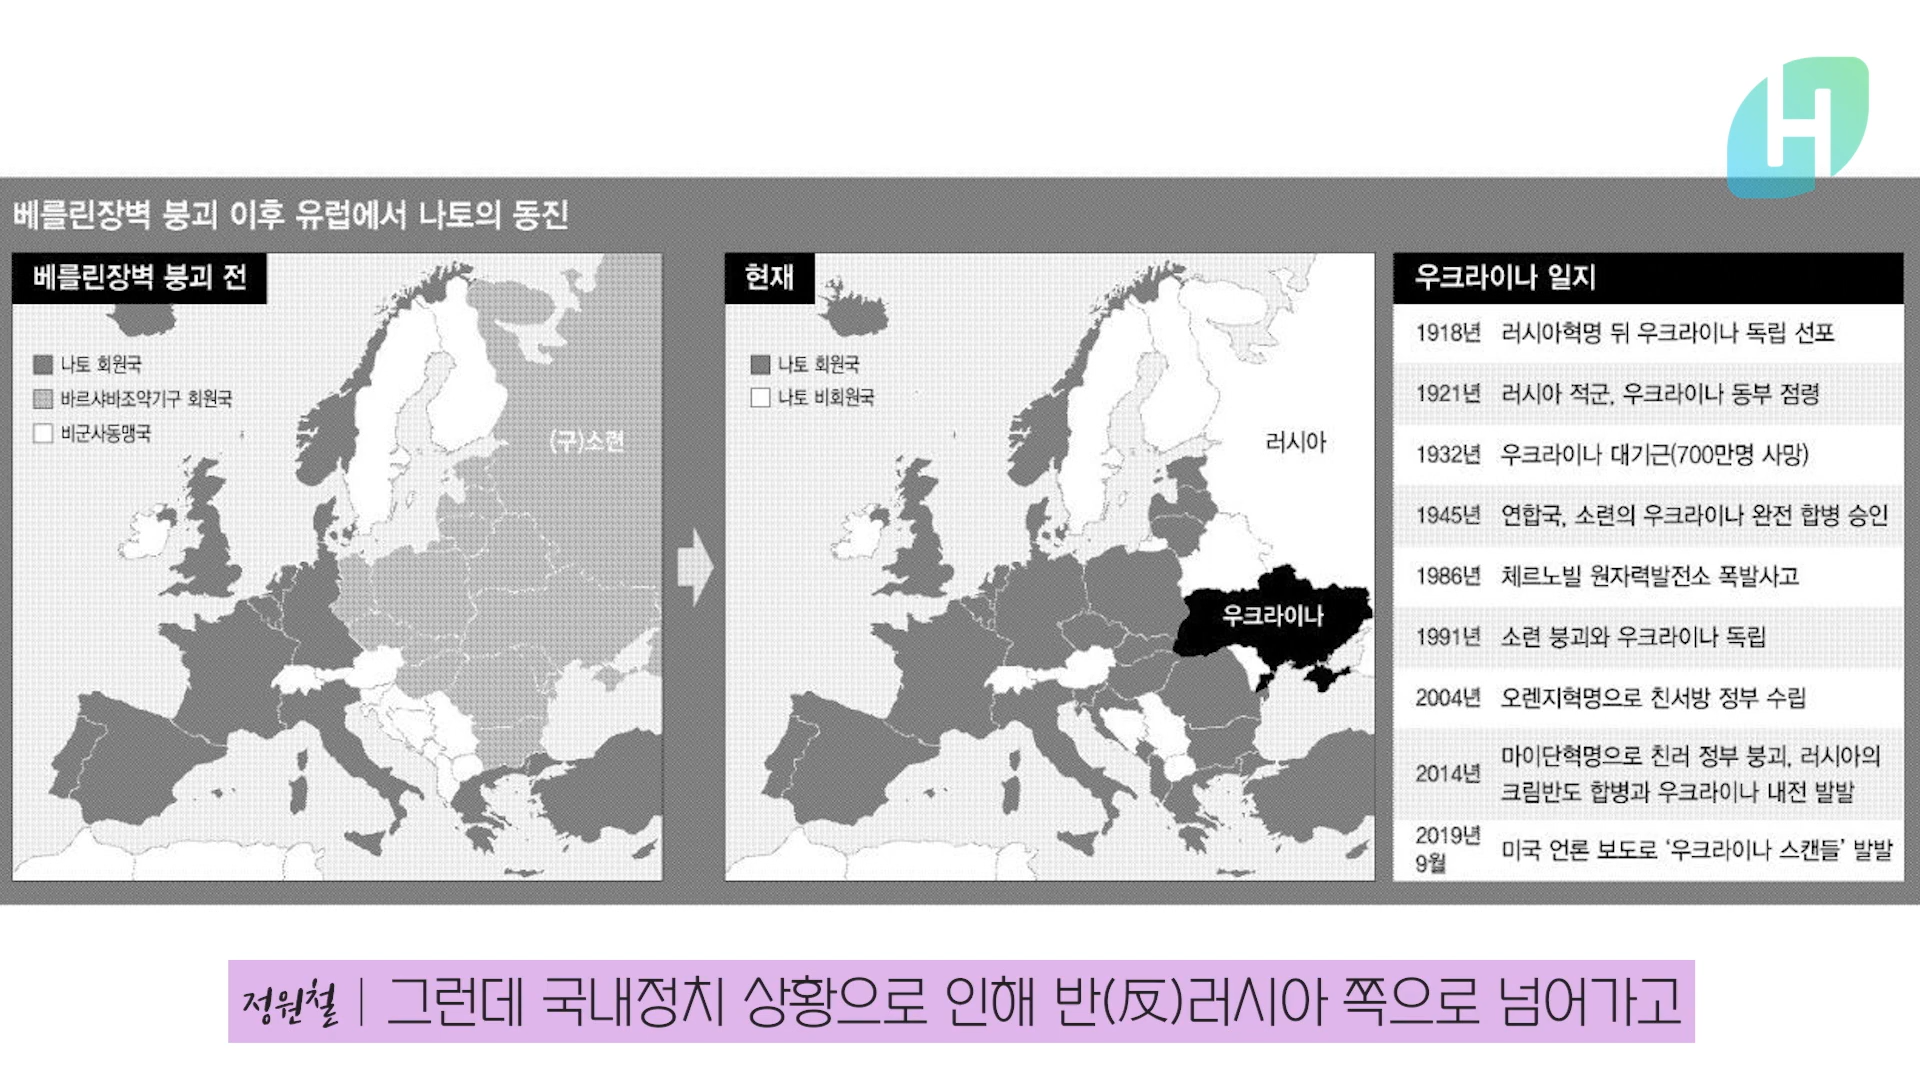 H
베를린장벽 붕괴 이후 유럽에서 나토의 동진
베를린장벽 붕괴 전
나토 회원국
바르샤바조약기구 회원국
비군사동맹국
(구)소련
현재
나토 회원국
나토 비회원국
러시아
우크라이나
우크라이나 일지
1918년 러시아혁명 뒤 우크라이나 독립 선포
1921년 러시아 적군, 우크라이나 동부 점령
1932년 우크라이나 대기근(700만명 사망)
1945년 연합국, 소련의 우크라이나 완전 합병 승인
1986년 체르노빌 원자력발전소 폭발사고
1991년 소련 붕괴와 우크라이나 독립
2004년 오렌지혁명으로 친서방 정부 수립
2014년 마이단혁명으로 친러 정부 붕괴, 러시아의
크림반도 합병과 우크라이나 내전 발발
2019년
9월 미국 언론 보도로 ‘우크라이나 스캔들’ 발발
정원철 | 그런데 국내정치 상황으로 인해 반(反)러시아 쪽으로 넘어가고